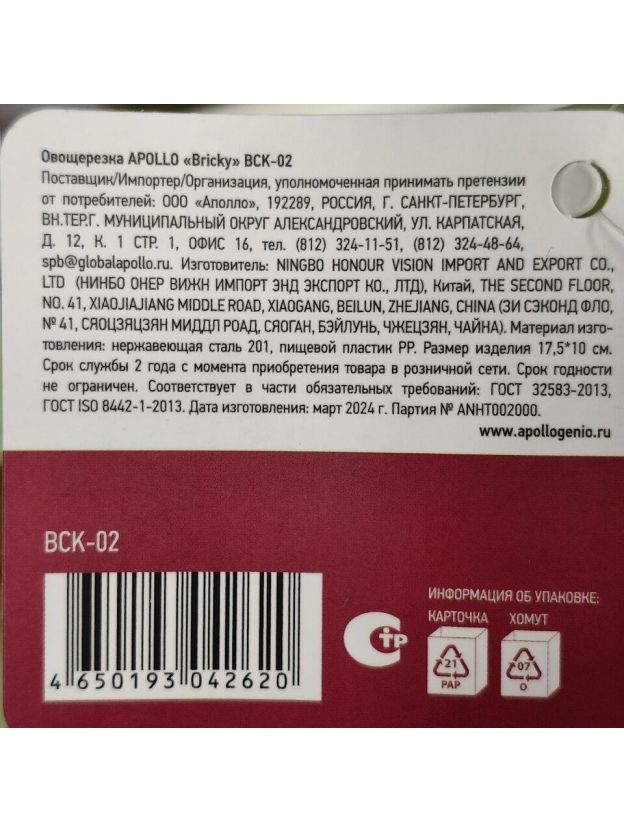 Овощерезка APOLLO «Bricky» BCK-02
Поставщик/Импортер/Организация, уполномоченная принимать претензии
от потребителей: ООО «Аполло», 192289, РОССИЯ, Г. САНКТ-ПЕТЕРБУРГ,
ВН.ТЕР.Г. МУНИЦИПАЛЬНЫЙ ОКРУГ АЛЕКСАНДРОВСКИЙ, УЛ. КАРПАТСКАЯ,
Д. 12, К. 1 СТР. 1, ОФИС 16, тел. (812) 324-11-51, (812) 324-48-64,
spb@globalapollo.ru. Изготовитель: NINGBO HONOUR VISION IMPORT AND EXPORT CO.,
LTD (НИНБО ОНЕР ВИЖН ИМПОРТ ЭНД ЭКСПОРТ КО., ЛТД), Китай, THE SECOND FLOOR,
NO. 41, XIAOJIAJIANG MIDDLE ROAD, XIAOGANG, BEILUN, ZHEJIANG, CHINA (ЗИ СЭКОНД ФЛО,
№ 41, СЯОЦЗЯЦЗЯН МИДДЛ РОАД, СЯОГАН, БЭЙЛУНЬ, ЧЖЕЦЗЯН, ЧАЙНА). Материал изго-
товления: нержавеющая сталь 201, пищевой пластик PP. Размер изделия 17,5*10 см.
Срок службы 2 года с момента приобретения товара в розничной сети. Срок годности
не ограничен. Соответствует в части обязательных требований: ГОСТ 32583-2013,
ГОСТ ISO 8442-1-2013. Дата изготовления: март 2024 г. Партия № ANHT002000.
www.apollogenio.ru
BCK-02
4 650193 042620
СТР
ИНФОРМАЦИЯ ОБ УПАКОВКЕ:
КАРТОЧКА ХОМУТ
21 07
PAP O